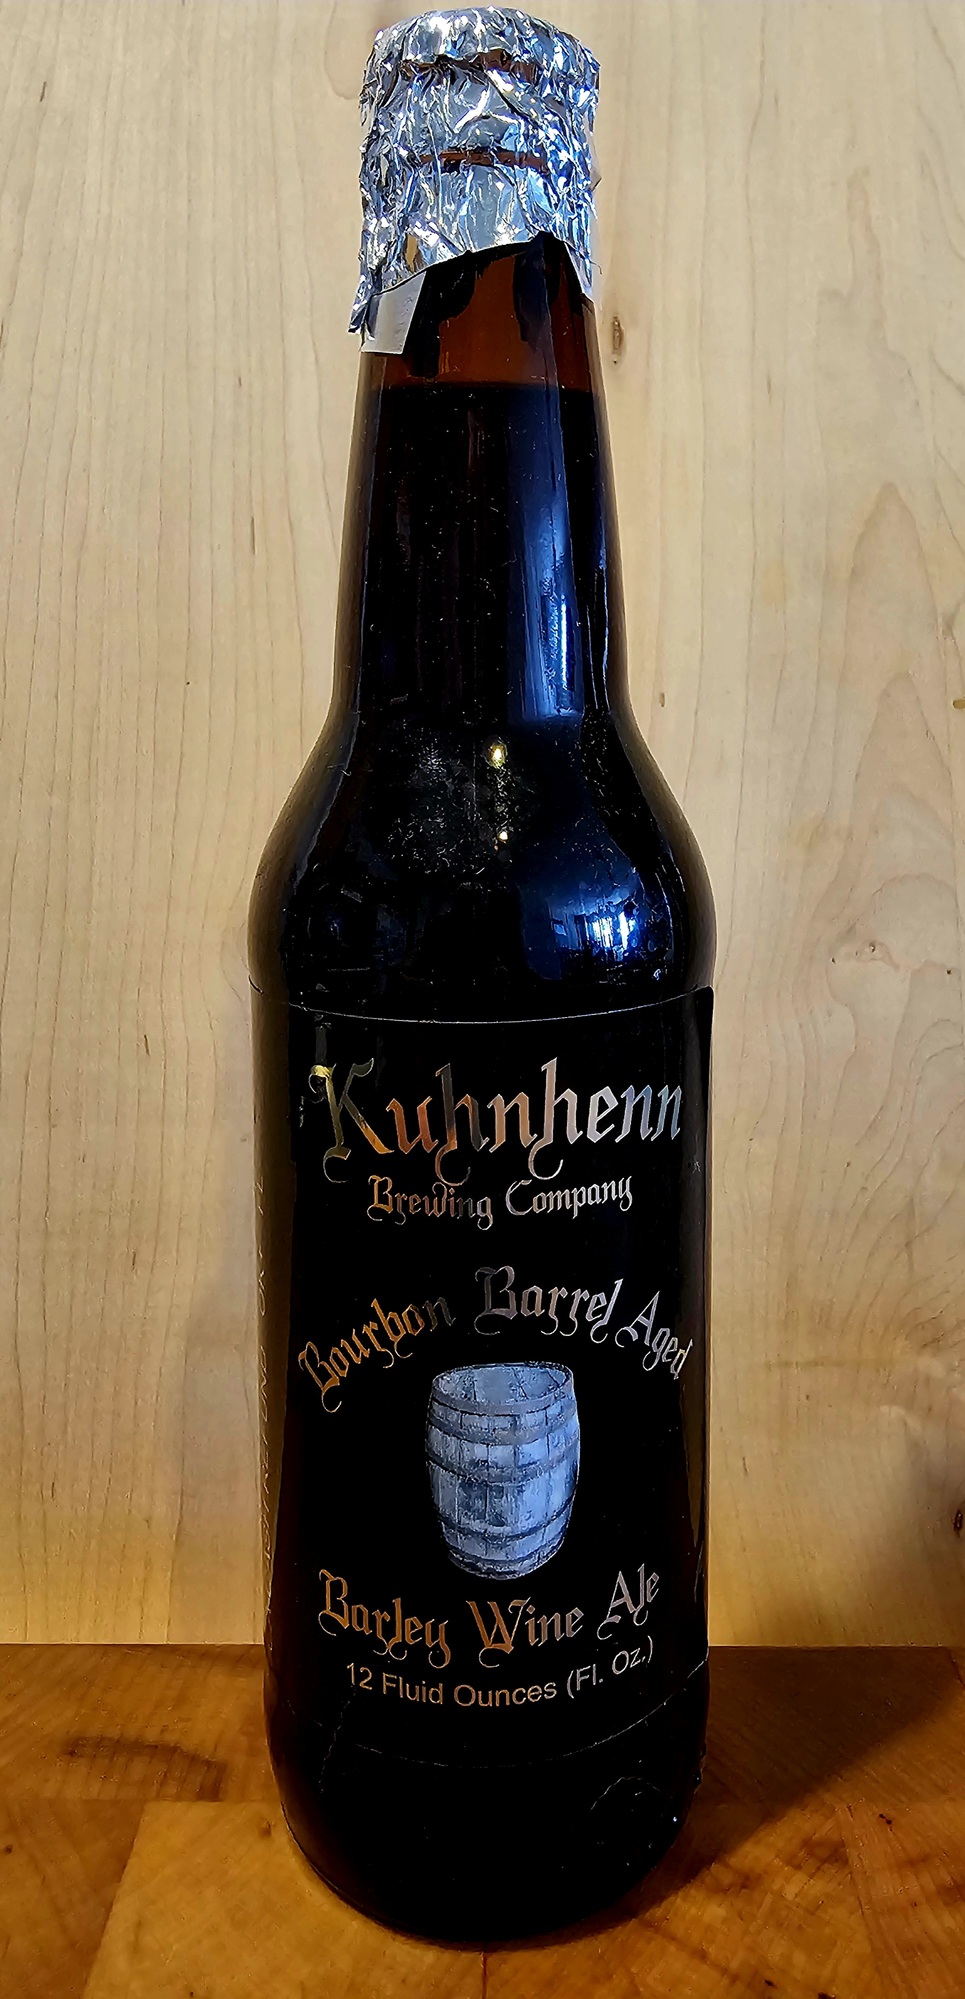 Kuhnhenn
Brewing Company
Bourbon Barrel Aged
Barley Wine Ale
12 Fluid Ounces (Fl. Oz.)